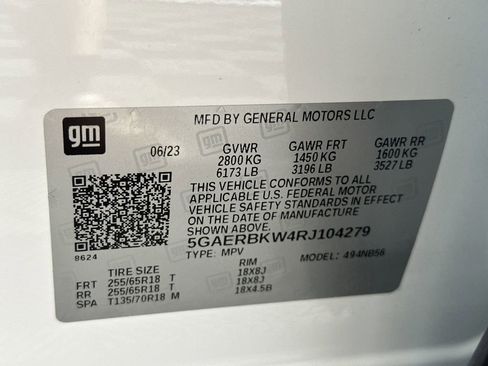 gm
MFD BY GENERAL MOTORS LLC
06/23 GVWR GAWR FRT GAWR RR
2800 KG 1450 KG 1600 KG
6173 LB 3196 LB 3527 LB
THIS VEHICLE CONFORMS TO ALL
APPLICABLE U.S. FEDERAL MOTOR
VEHICLE SAFETY AND THEFT PREVENTION
STANDARDS IN EFFECT ON THE DATE OF MANUFACTURE
SHOWN ABOVE.
5GAERBKW4RJ104279
8624 TYPE: MPV MODEL: 494NB56
TIRE SIZE RIM
FRT 255/65R18 T 18X8J
RR 255/65R18 T 18X8J
SPA T135/70R18 M 18X4.5B